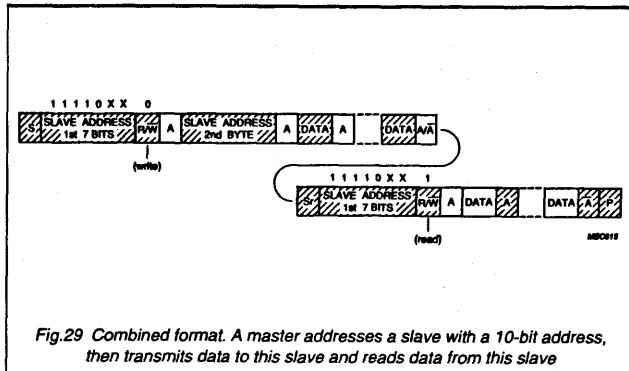 1 1 1 1 0 X X 0
S SLAVE ADDRESS 1st 7 BITS R/W̅ A SLAVE ADDRESS 2nd BYTE A DATA A DATA A/A̅
(write)
1 1 1 1 0 X X 1
Sr SLAVE ADDRESS 1st 7 BITS R/W̅ A DATA A DATA A̅ P
(read)
MBC615
Fig.29 Combined format. A master addresses a slave with a 10-bit address,
then transmits data to this slave and reads data from this slave